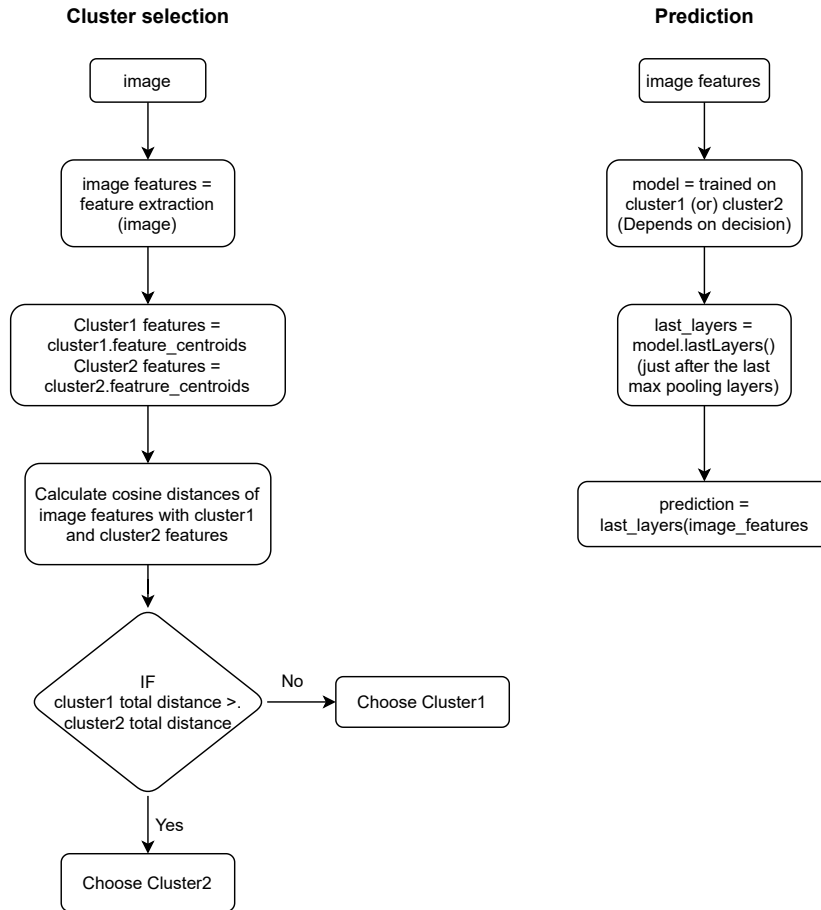 Cluster selection
image
image features =
feature extraction
(image)
Cluster1 features =
cluster1.feature_centroids
Cluster2 features =
cluster2.featrure_centroids
Calculate cosine distances of
image features with cluster1
and cluster2 features
IF
cluster1 total distance >.
cluster2 total distance
No
Choose Cluster1
Yes
Choose Cluster2
Prediction
image features
model = trained on
cluster1 (or) cluster2
(Depends on decision)
last_layers =
model.lastLayers()
(just after the last
max pooling layers)
prediction =
last_layers(image_features